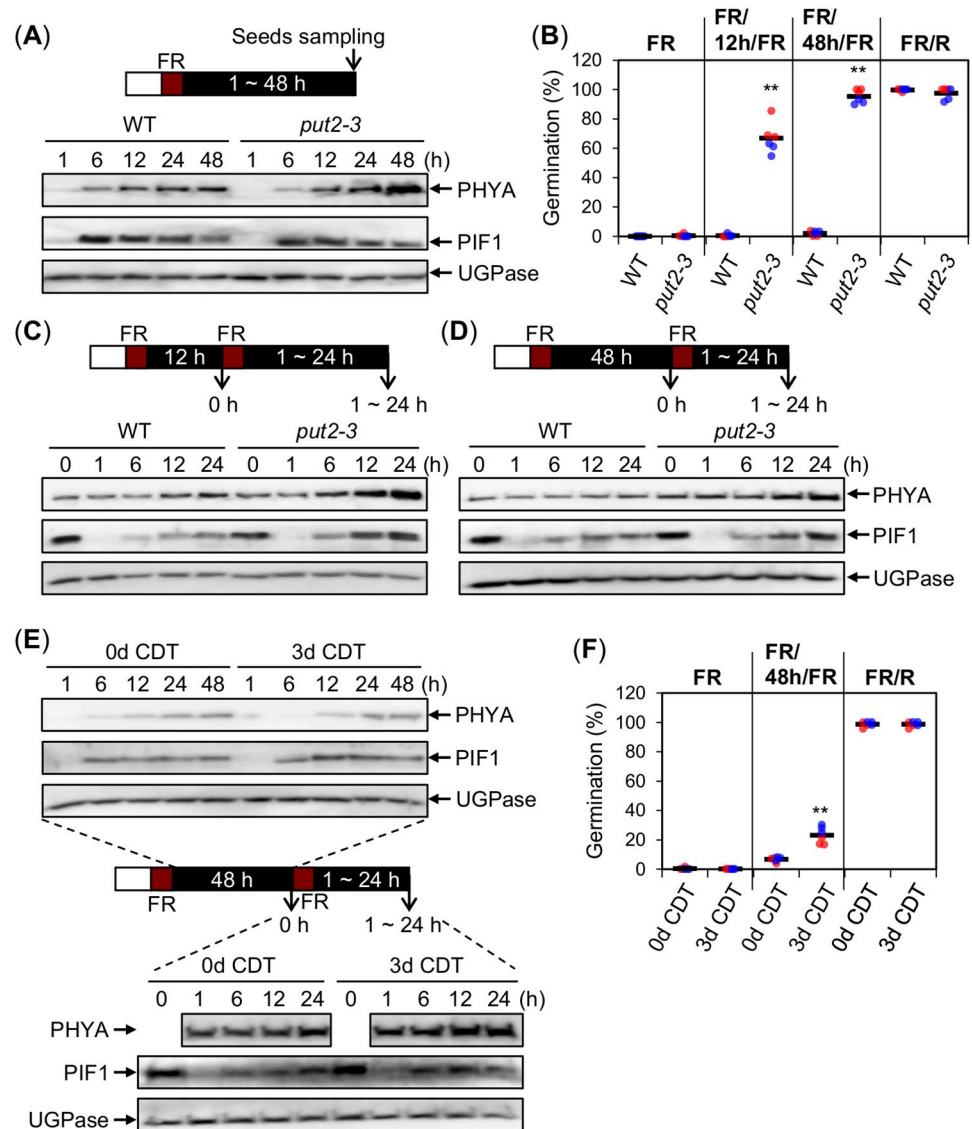 (A)
Seeds sampling
FR
1 ~ 48 h
WT put2-3
1 6 12 24 48 1 6 12 24 48 (h)
PHYA
PIF1
UGPase
(B)
FR FR/12h/FR FR/48h/FR FR/R
Germination (%)
120
100
80
60
40
20
0
** **
WT put2-3 WT put2-3 WT put2-3 WT put2-3
(C)
FR FR
12 h 1 ~ 24 h
0 h 1 ~ 24 h
WT put2-3
0 1 6 12 24 0 1 6 12 24 (h)
(D)
FR FR
48 h 1 ~ 24 h
0 h 1 ~ 24 h
WT put2-3
0 1 6 12 24 0 1 6 12 24 (h)
PHYA
PIF1
UGPase
(E)
0d CDT 3d CDT
1 6 12 24 48 1 6 12 24 48 (h)
PHYA
PIF1
UGPase
48 h 1 ~ 24 h
FR FR
0 h 1 ~ 24 h
0d CDT 3d CDT
0 1 6 12 24 0 1 6 12 24 (h)
PHYA
PIF1
UGPase
(F)
FR FR/48h/FR FR/R
Germination (%)
120
100
80
60
40
20
0
**
0d CDT 3d CDT 0d CDT 3d CDT 0d CDT 3d CDT